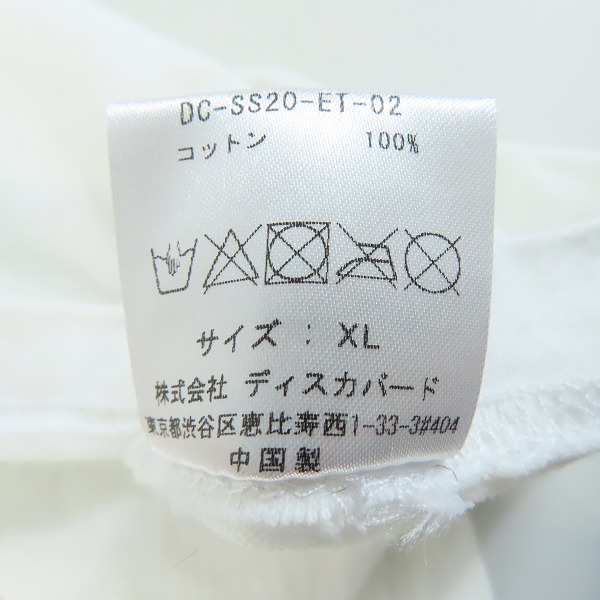 DC-SS20-ET-02
コットン 100%
サイズ : XL
株式会社 ディスカバード
東京都渋谷区恵比寿西1-33-3#404
中国製